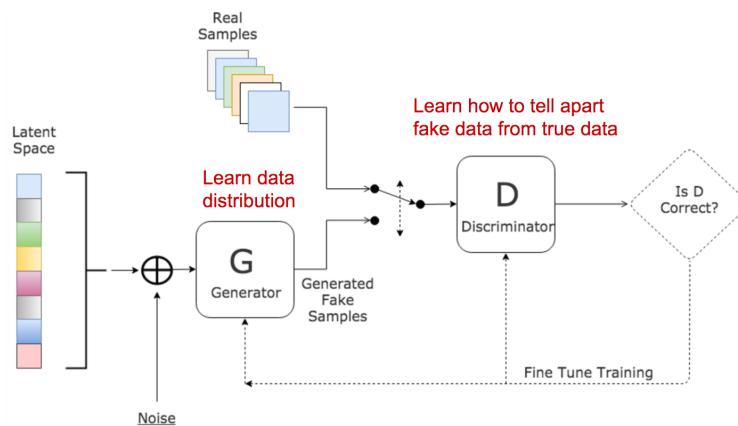 Real
Samples
Learn how to tell apart
fake data from true data
Latent
Space
Learn data
distribution
D
Discriminator
Is D
Correct?
G
Generator
Generated
Fake
Samples
Fine Tune Training
Noise